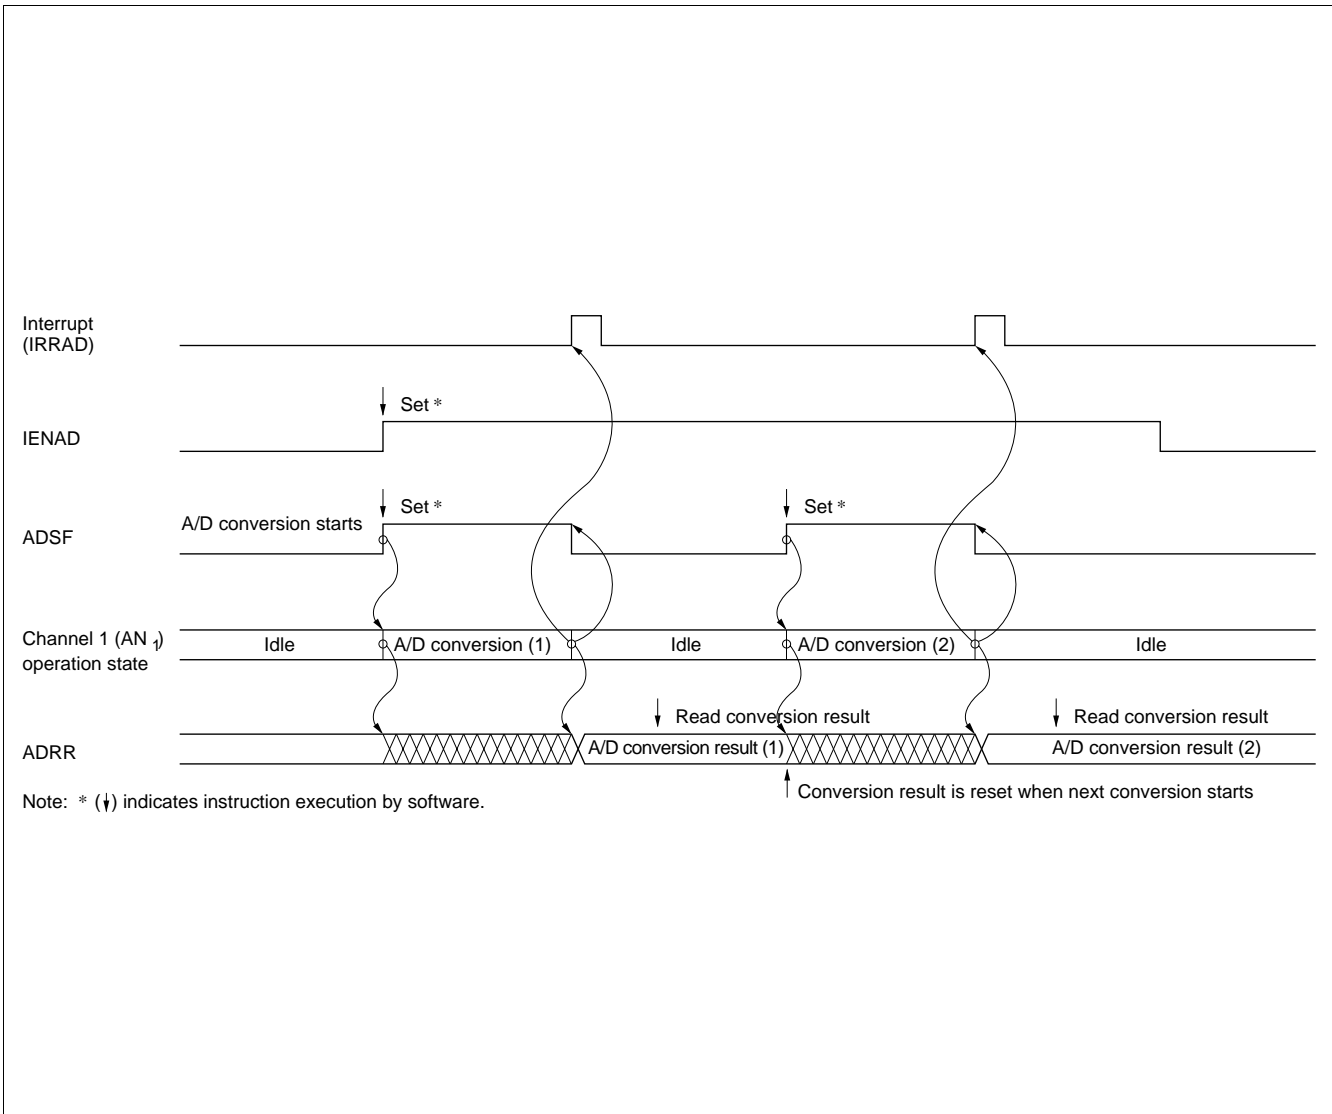 Interrupt
(IRRAD)
Set *
IENAD
Set *
Set *
A/D conversion starts
ADSF
Channel 1 (AN 1)
operation state
Idle
A/D conversion (1)
Idle
A/D conversion (2)
Idle
Read conversion result
Read conversion result
ADRR
A/D conversion result (1)
A/D conversion result (2)
Conversion result is reset when next conversion starts
Note: * (↓) indicates instruction execution by software.